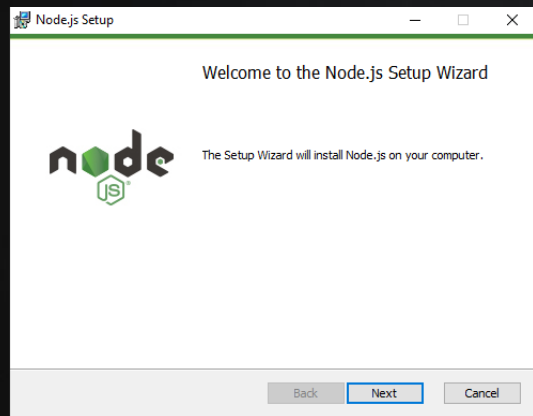 Node.js Setup
Welcome to the Node.js Setup Wizard
node
JS
The Setup Wizard will install Node.js on your computer.
Back
Next
Cancel